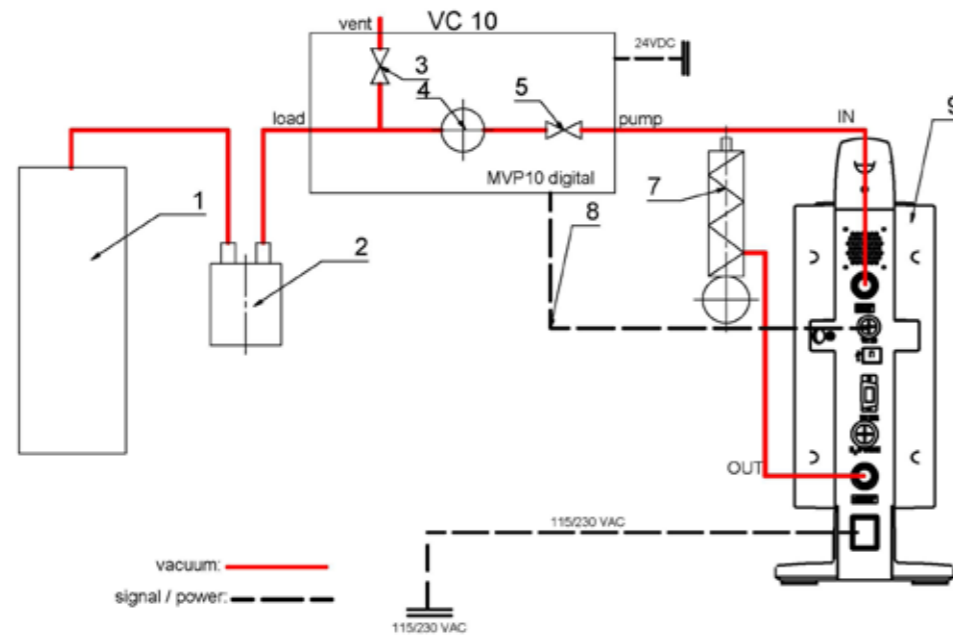 vent
VC 10
24VDC
3
4
5
9
load
pump
IN
MVP10 digital
7
1
8
2
OUT
115/230 VAC
vacuum:
signal / power:
115/230 VAC